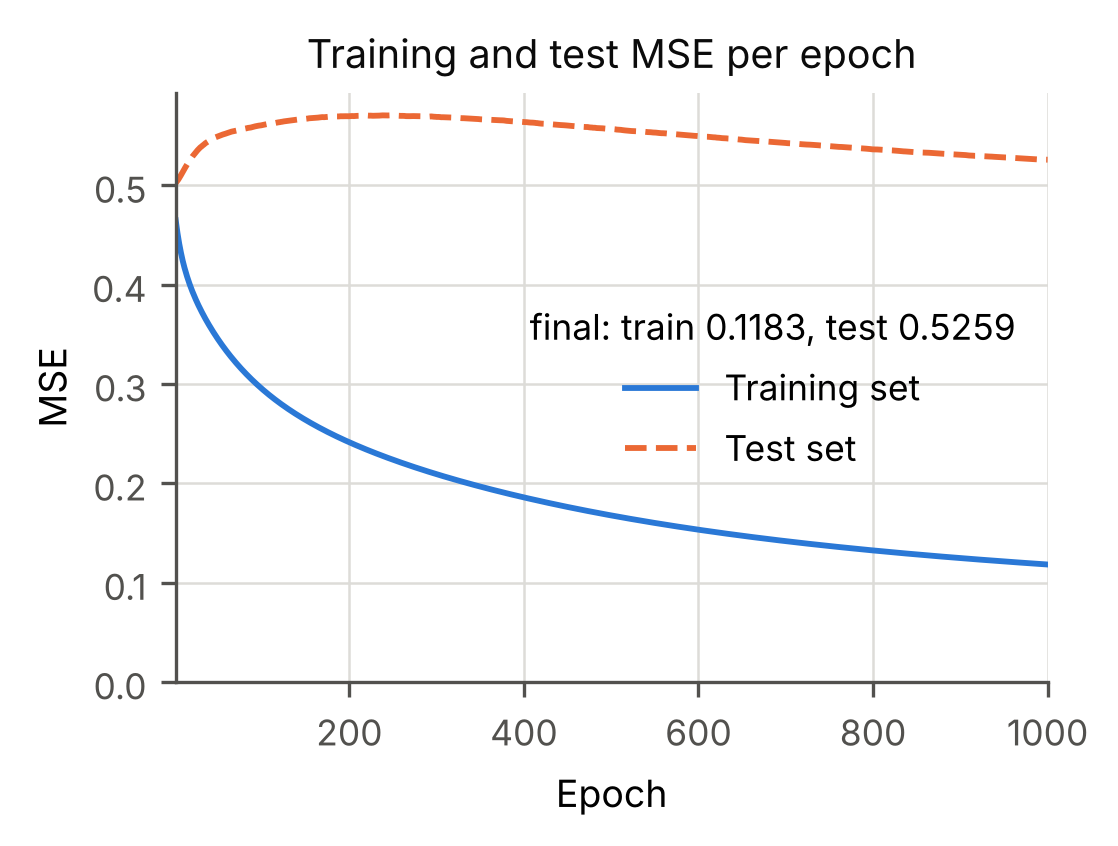 Training and test MSE per epoch
MSE
0.5
0.4
0.3
0.2
0.1
0.0
final: train 0.1183, test 0.5259
Training set
Test set
200
400
600
800
1000
Epoch